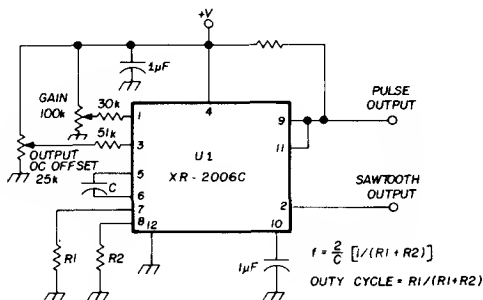 +V
1µF
GAIN
100k
30k
51k
OUTPUT
OC OFFSET
25k
1
3
5
6
7
8
12
4
9
11
2
10
U1
XR-2006C
PULSE
OUTPUT
SAWTOOTH
OUTPUT
C
R1
R2
1µF
f = 2/C [1/(R1 + R2)]
DUTY CYCLE = R1/(R1+R2)